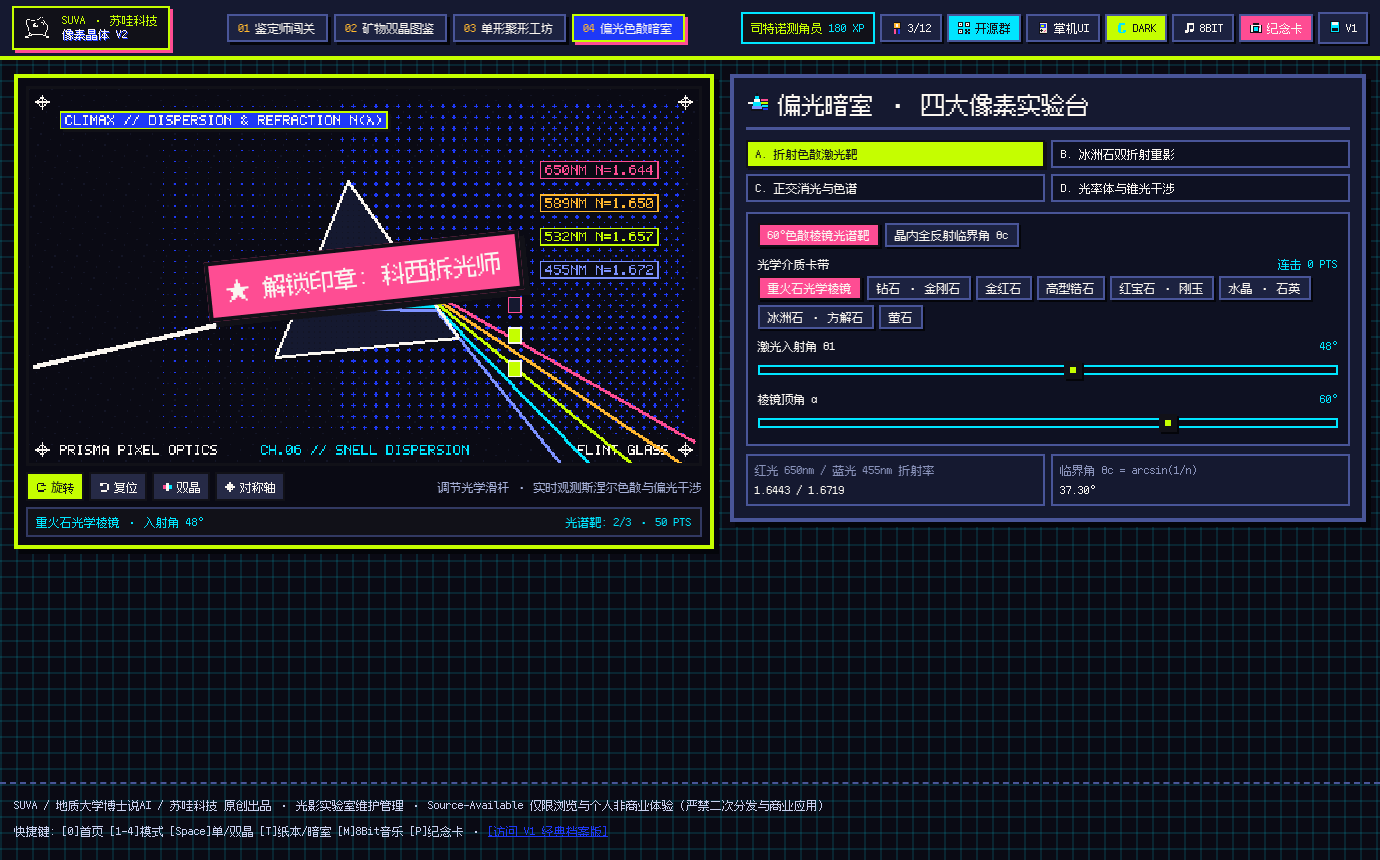 SUVA · 苏哇科技
像素晶体 V2
01 鉴定师闯关
02 矿物双晶图鉴
03 单形聚形工坊
04 偏光色散暗室
司特诺测角员 180 XP
3/12
开源群
掌机UI
DARK
8BIT
纪念卡
V1
CLIMAX // DISPERSION & REFRACTION N(λ)
650NM N=1.644
589NM N=1.650
532NM N=1.657
455NM N=1.672
★ 解锁印章: 科西拆光师
PRISMA PIXEL OPTICS
CH.06 // SNELL DISPERSION
FLINT GLASS
旋转
复位
双晶
对称轴
调节光学滑杆 · 实时观测斯涅尔色散与偏光干涉
重火石光学棱镜 · 入射角 48°
光谱靶: 2/3 · 50 PTS
偏光暗室 · 四大像素实验台
A. 折射色散激光靶
B. 冰洲石双折射重影
C. 正交消光与色谱
D. 光率体与锥光干涉
60°色散棱镜光谱靶
晶内全反射临界角 θc
光学介质卡带
连击 0 PTS
重火石光学棱镜
钻石 · 金刚石
金红石
高型锆石
红宝石 · 刚玉
水晶 · 石英
冰洲石 · 方解石
萤石
激光入射角 θ1
48°
棱镜顶角 α
60°
红光 650nm / 蓝光 455nm 折射率
1.6443 / 1.6719
临界角 θc = arcsin(1/n)
37.30°
SUVA / 地质大学博士说AI / 苏哇科技 原创出品 · 光影实验室维护管理 · Source-Available 仅限浏览与个人非商业体验 (严禁二次分发与商业应用)
快捷键: [0]首页 [1-4]模式 [Space]单/双晶 [T]纸本/暗室 [M]8Bit音乐 [P]纪念卡 · [访问 V1 经典档案版]